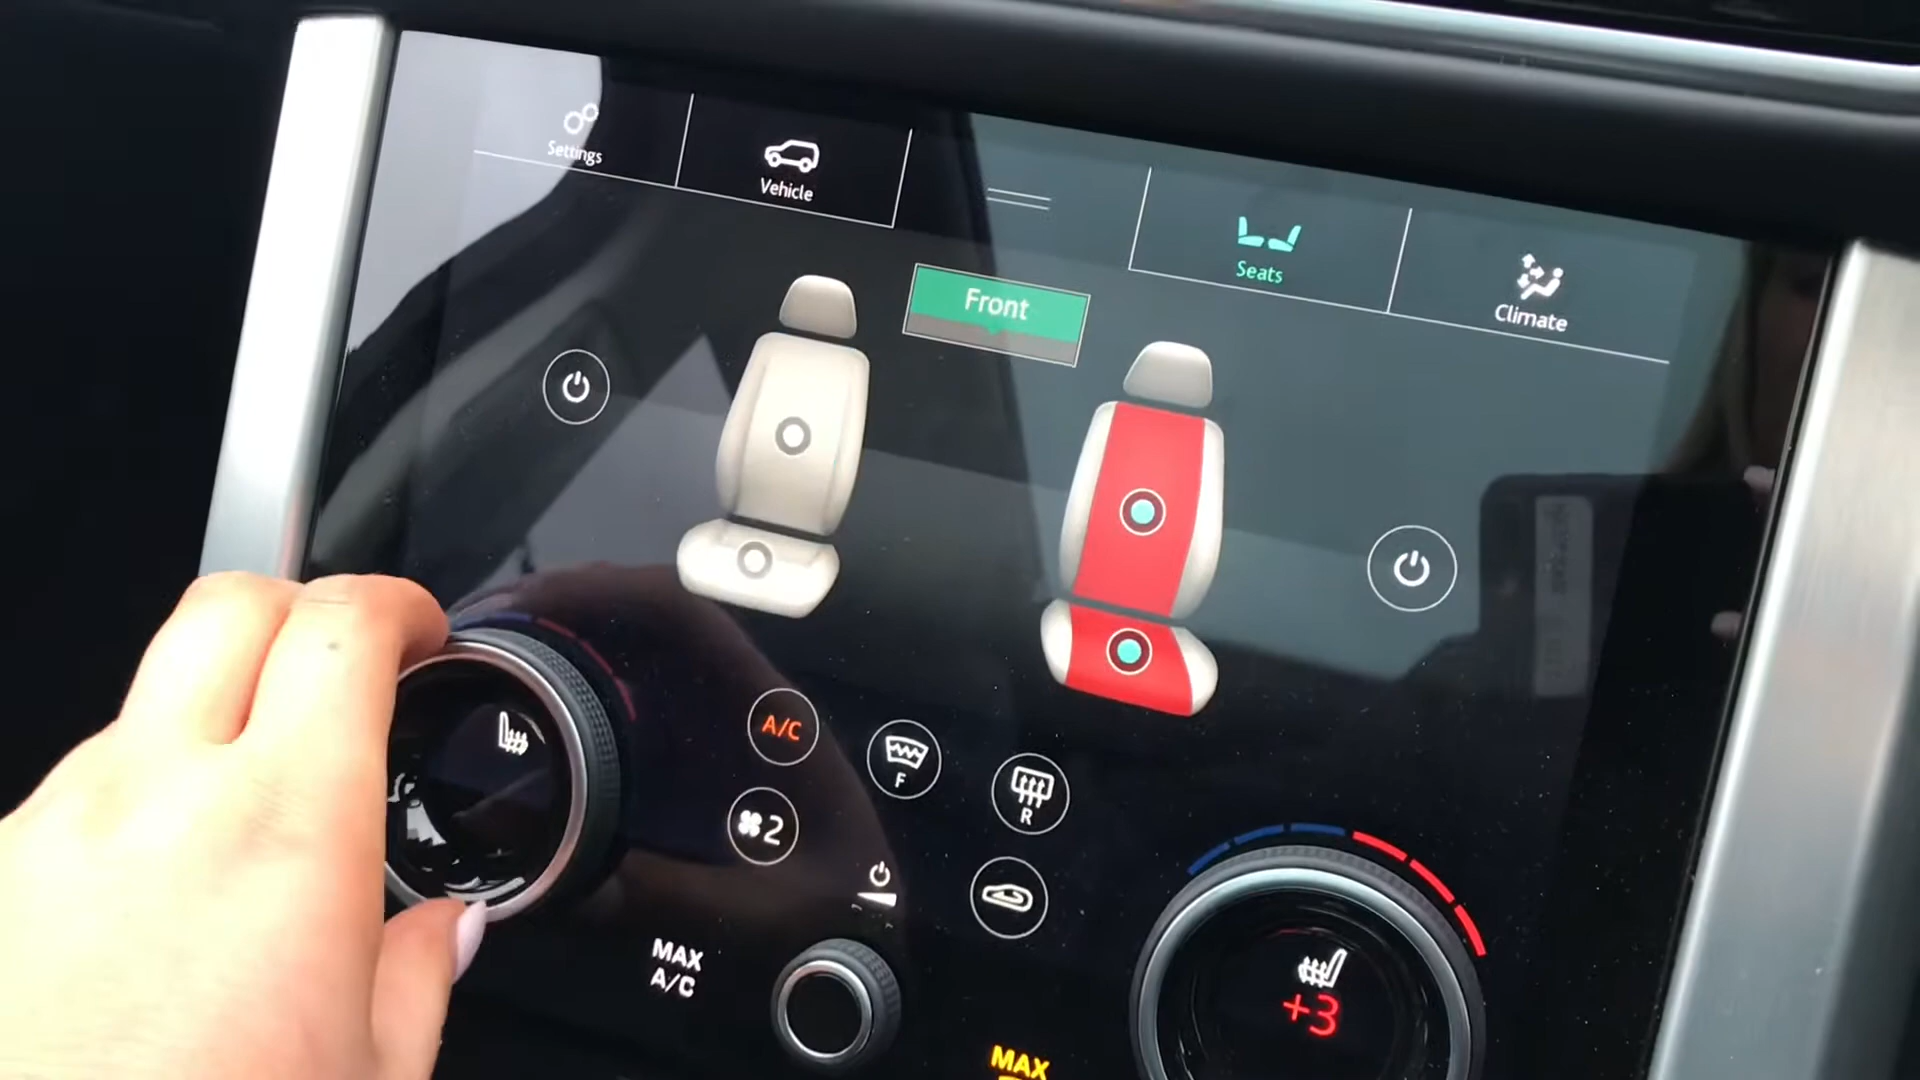 Settings
Vehicle
Seats
Climate
Front
A/C
F
R
2
MAX
A/C
+3
MAX